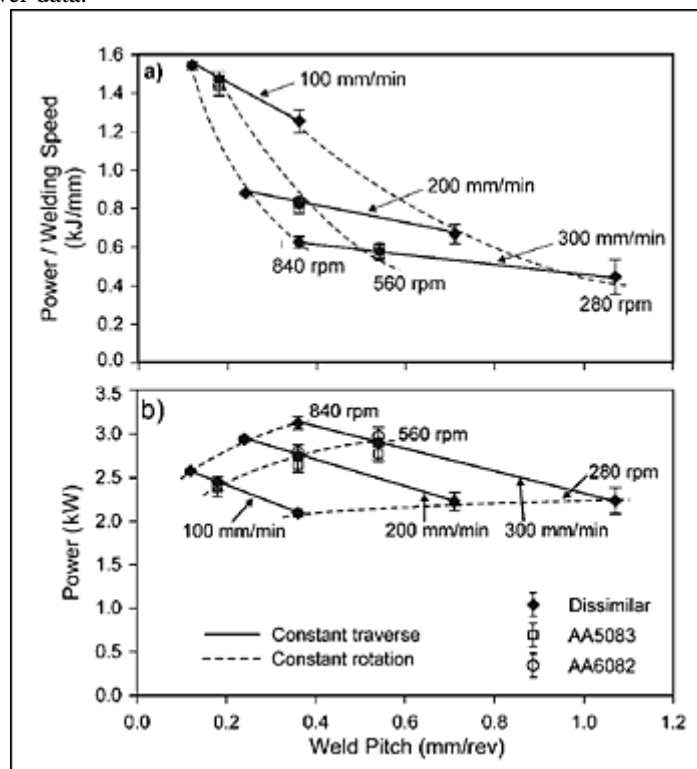 ver data.
a)
1.6
1.4
1.2
1.0
0.8
0.6
0.4
0.2
0.0
Power / Welding Speed
(kJ/mm)
100 mm/min
200 mm/min
300 mm/min
840 rpm
560 rpm
280 rpm
b)
3.5
3.0
2.5
2.0
1.5
1.0
0.5
0.0
Power (kW)
840 rpm
560 rpm
280 rpm
100 mm/min
200 mm/min
300 mm/min
Constant traverse
Constant rotation
Dissimilar
AA5083
AA6082
0.0 0.2 0.4 0.6 0.8 1.0 1.2
Weld Pitch (mm/rev)